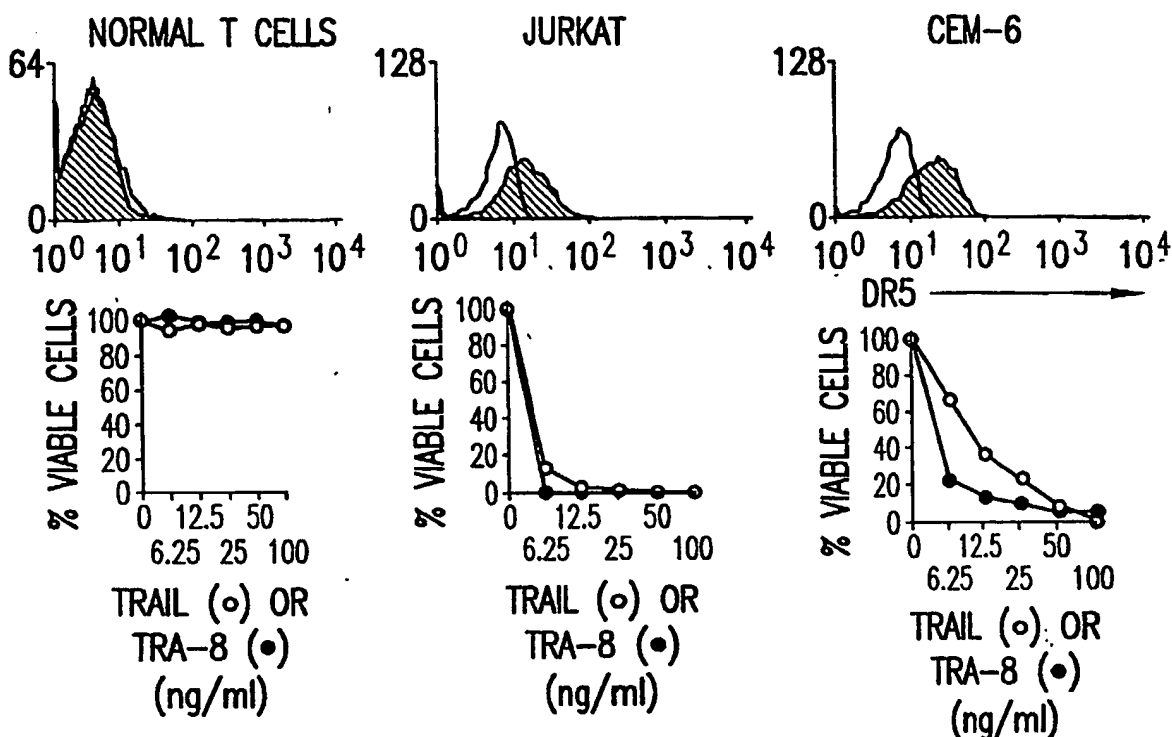 NORMAL T CELLS
64
0
10^0 10^1 10^2 10^3 10^4
% VIABLE CELLS
100
80
60
40
20
0
0 12.5 50
6.25 25 100
TRAIL (○) OR
TRA-8 (●)
(ng/ml)
JURKAT
128
0
10^0 10^1 10^2 10^3 10^4
% VIABLE CELLS
100
80
60
40
20
0
0 12.5 50
6.25 25 100
TRAIL (○) OR
TRA-8 (●)
(ng/ml)
CEM-6
128
0
10^0 10^1 10^2 10^3 10^4
DR5
% VIABLE CELLS
100
80
60
40
20
0
0 12.5 50
6.25 25 100
TRAIL (○) OR
TRA-8 (●)
(ng/ml)